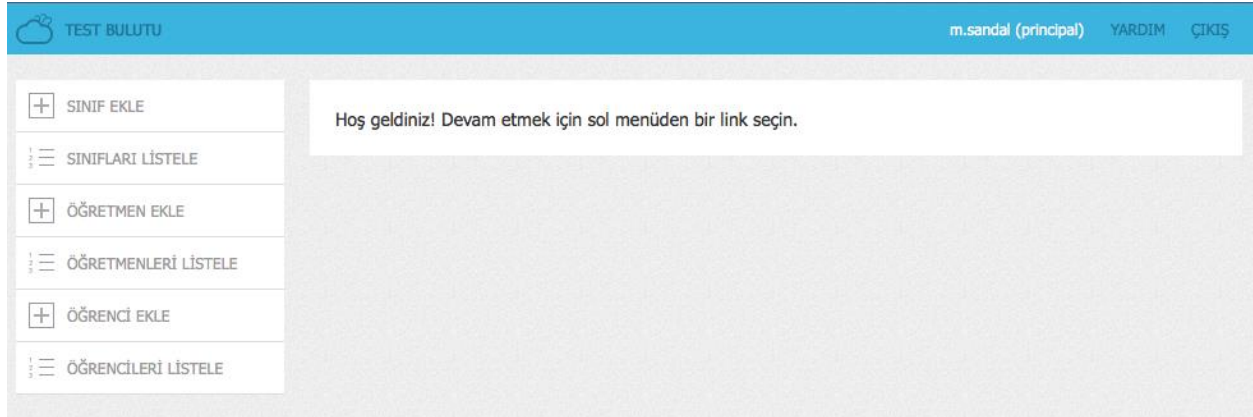 TEST BULUTU
m.sandal (principal) YARDIM ÇIKIŞ
SINIF EKLE
Hoş geldiniz! Devam etmek için sol menüden bir link seçin.
SINIFLARI LİSTELE
ÖĞRETMEN EKLE
ÖĞRETMENLERİ LİSTELE
ÖĞRENCİ EKLE
ÖĞRENCİLERİ LİSTELE